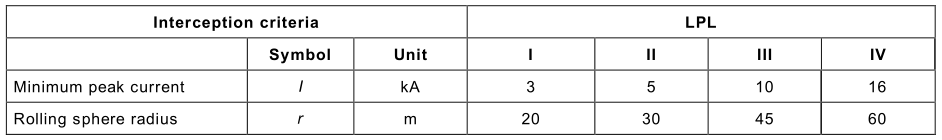 Interception criteria LPL
Symbol Unit I II III IV
Minimum peak current I kA 3 5 10 16
Rolling sphere radius r m 20 30 45 60